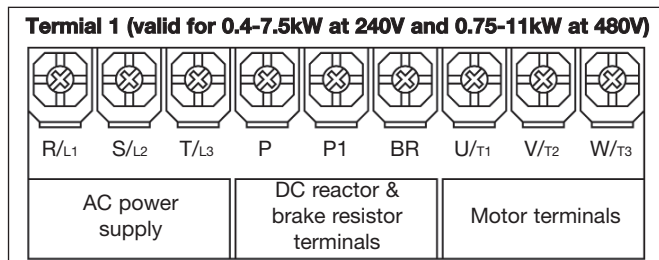 Termial 1 (valid for 0.4-7.5kW at 240V and 0.75-11kW at 480V)
R/L1 S/L2 T/L3 P P1 BR U/T1 V/T2 W/T3
AC power
supply
DC reactor &
brake resistor
terminals
Motor terminals